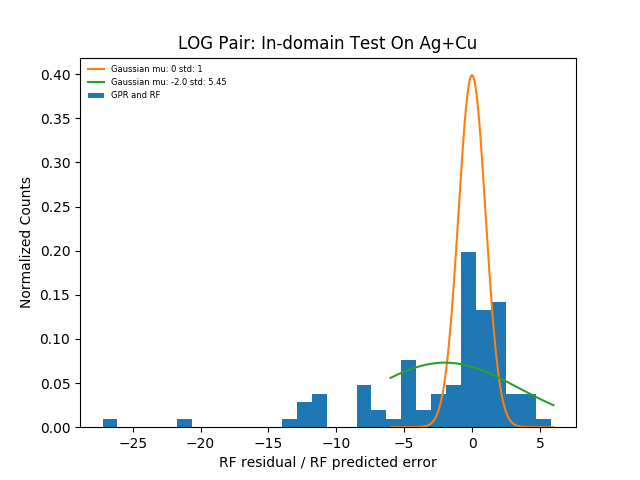 LOG Pair: In-domain Test On Ag+Cu
Gaussian mu: 0 std: 1
Gaussian mu: -2.0 std: 5.45
GPR and RF
Normalized Counts
0.40
0.35
0.30
0.25
0.20
0.15
0.10
0.05
0.00
−25 −20 −15 −10 −5 0 5
RF residual / RF predicted error